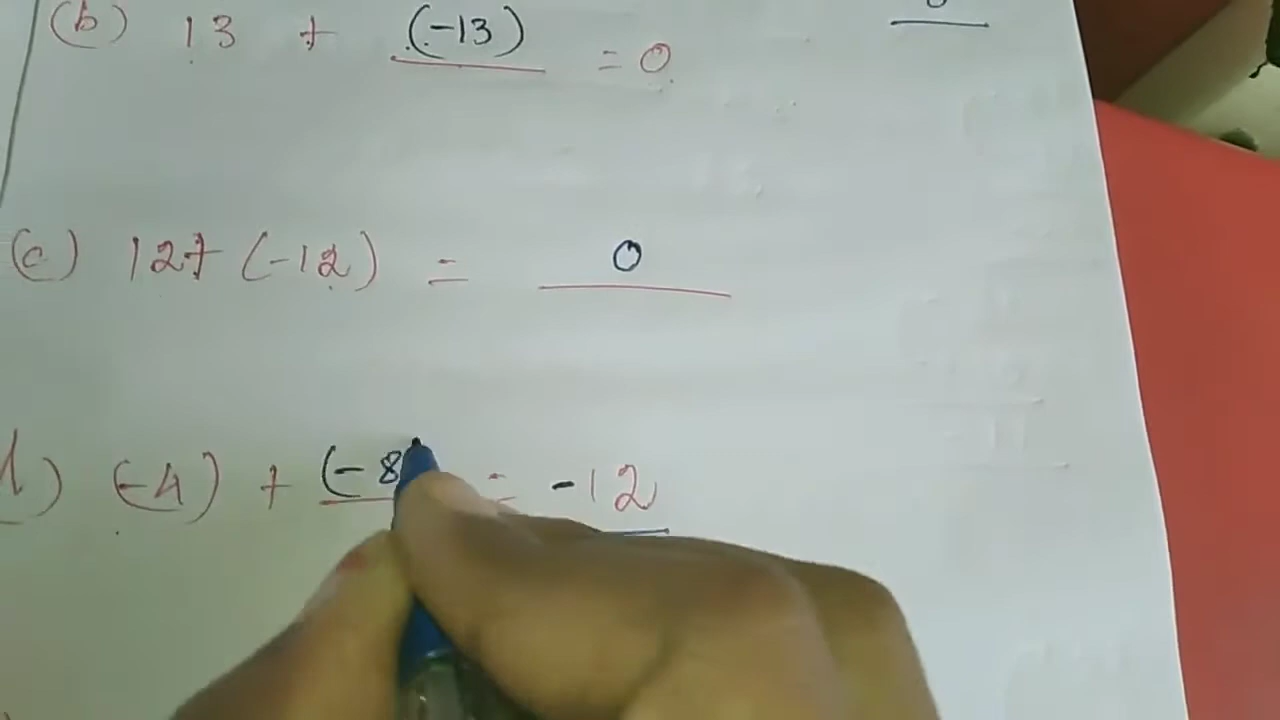 (b) 13 + (-13) = 0
(c) 12+ (-12) = 0
d) (-4) + (-8 = -12